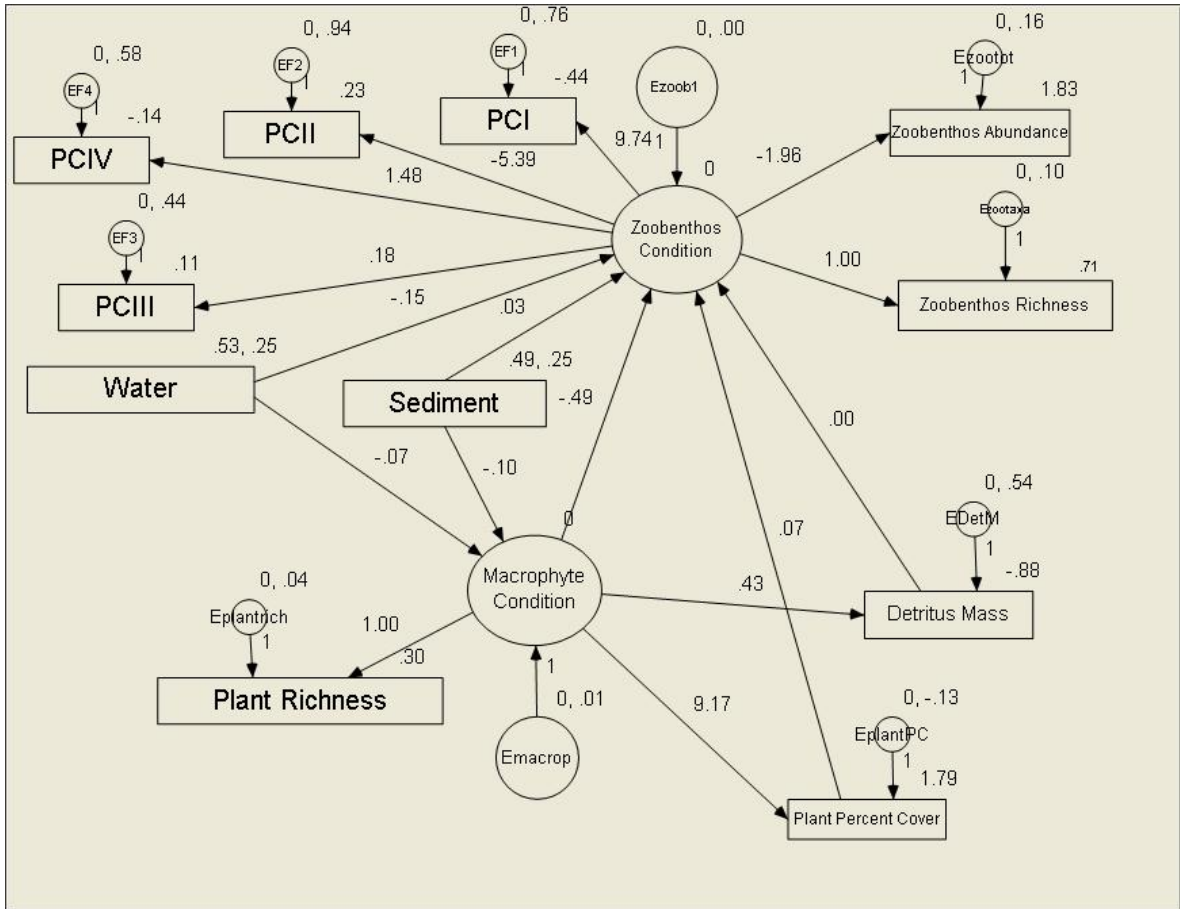 0, .76
0, .00
0, .16
0, .94
0, .58
EF1
1
-.44
EF2
1
.23
EF4
1
-.14
Ezoob1
Ezootpt
1
1.83
PCI
PCII
PCIV
Zoobenthos Abundance
9.74
1
-5.39
1.48
0
-1.96
0, .10
Ezootaxa
1
.71
0, .44
EF3
1
.11
.18
Zoobenthos
Condition
1.00
PCIII
-.15
.03
Zoobenthos Richness
.53, .25
.49, .25
Water
Sediment
-.49
.00
-.07
-.10
0
.07
0, .54
EDetM
1
-.88
Macrophyte
Condition
.43
Detritus Mass
0, .04
Eplantrich
1
1.00
.30
Plant Richness
1
0, .01
Emacrop
9.17
0, -.13
EplantPC
1
1.79
Plant Percent Cover